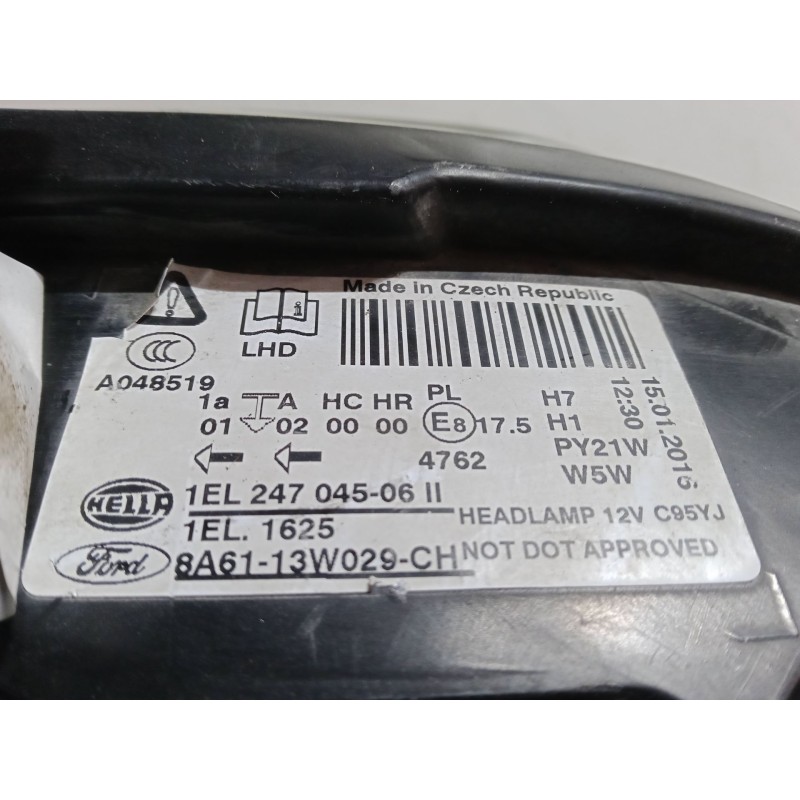 Made in Czech Republic
CCC
LHD
A048519
1a A HC HR PL
01 02 00 00 E8 17.5
4762
H7
H1
PY21W
W5W
15.01.2016
12:30
HELLA 1EL 247 045-06 II
1EL. 1625
HEADLAMP 12V C95YJ
Ford 8A61-13W029-CH
NOT DOT APPROVED